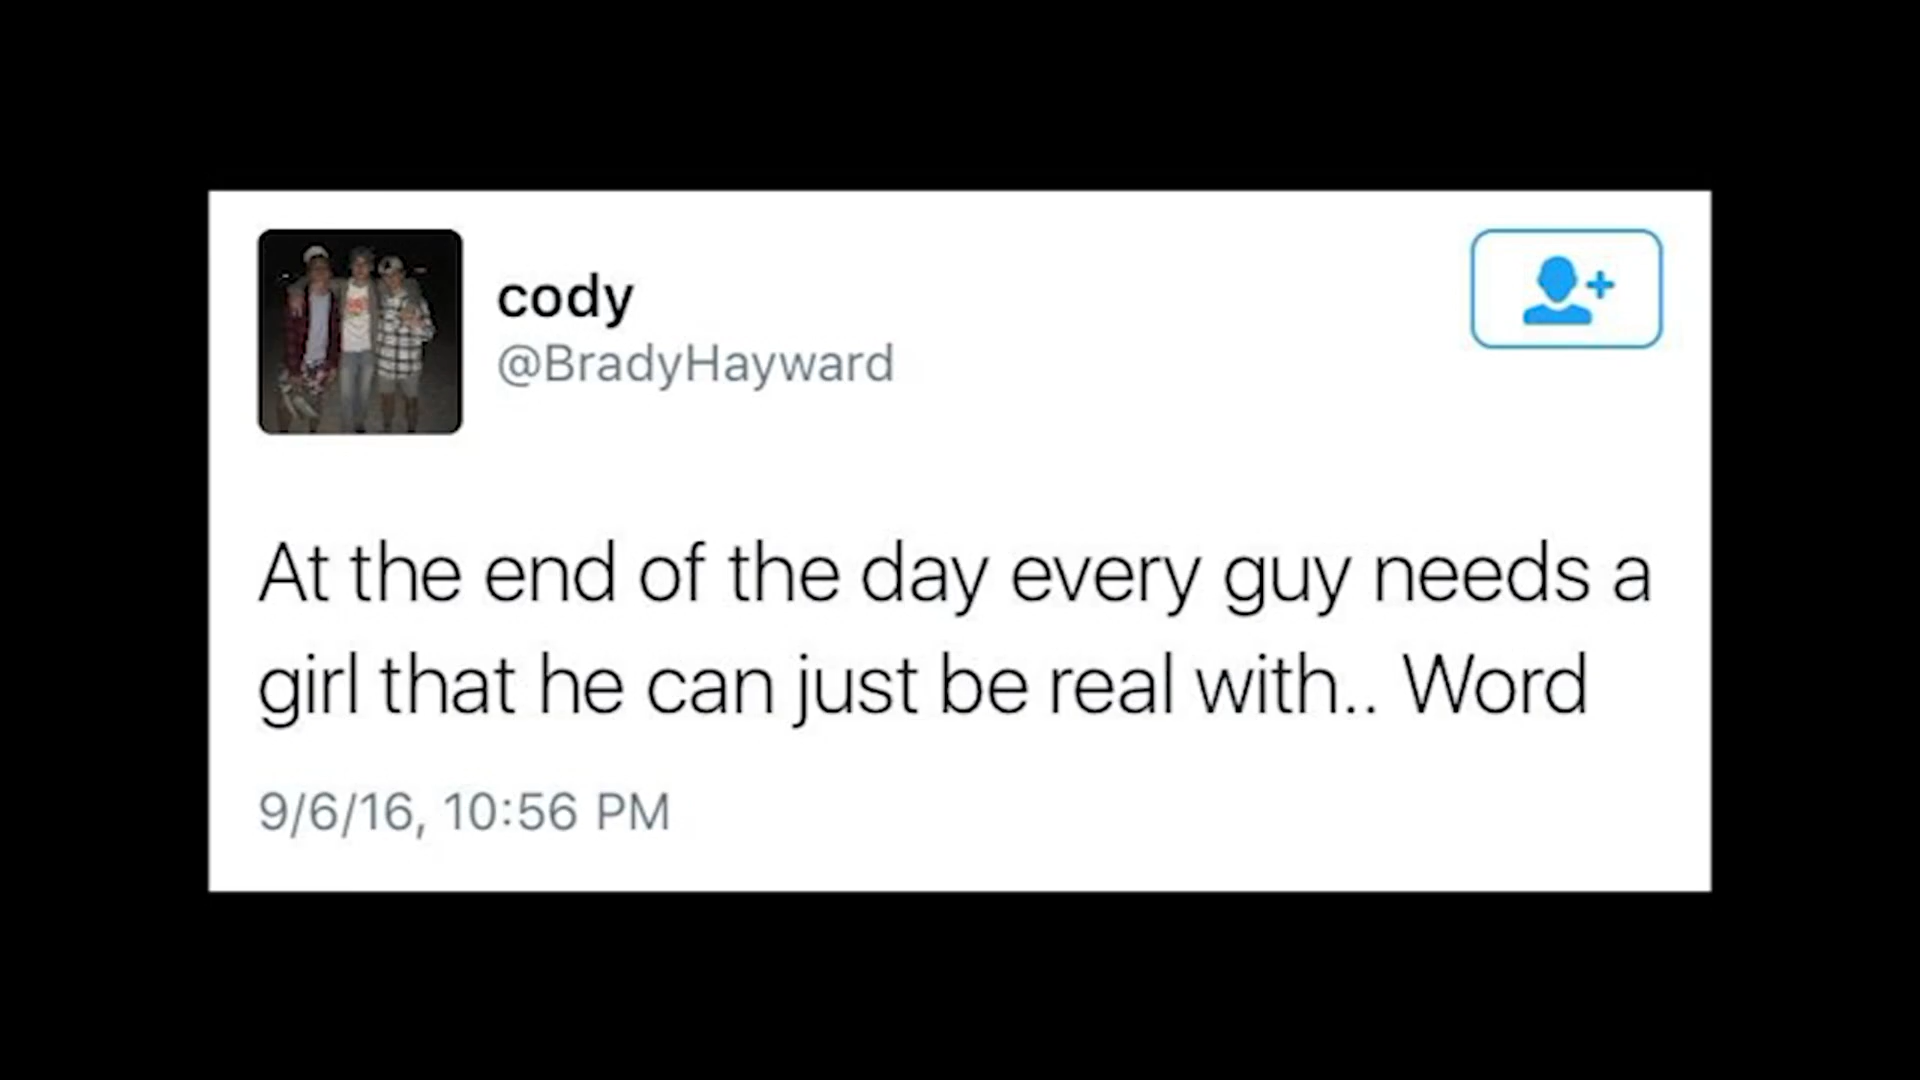 cody
@BradyHayward
At the end of the day every guy needs a
girl that he can just be real with.. Word
9/6/16, 10:56 PM